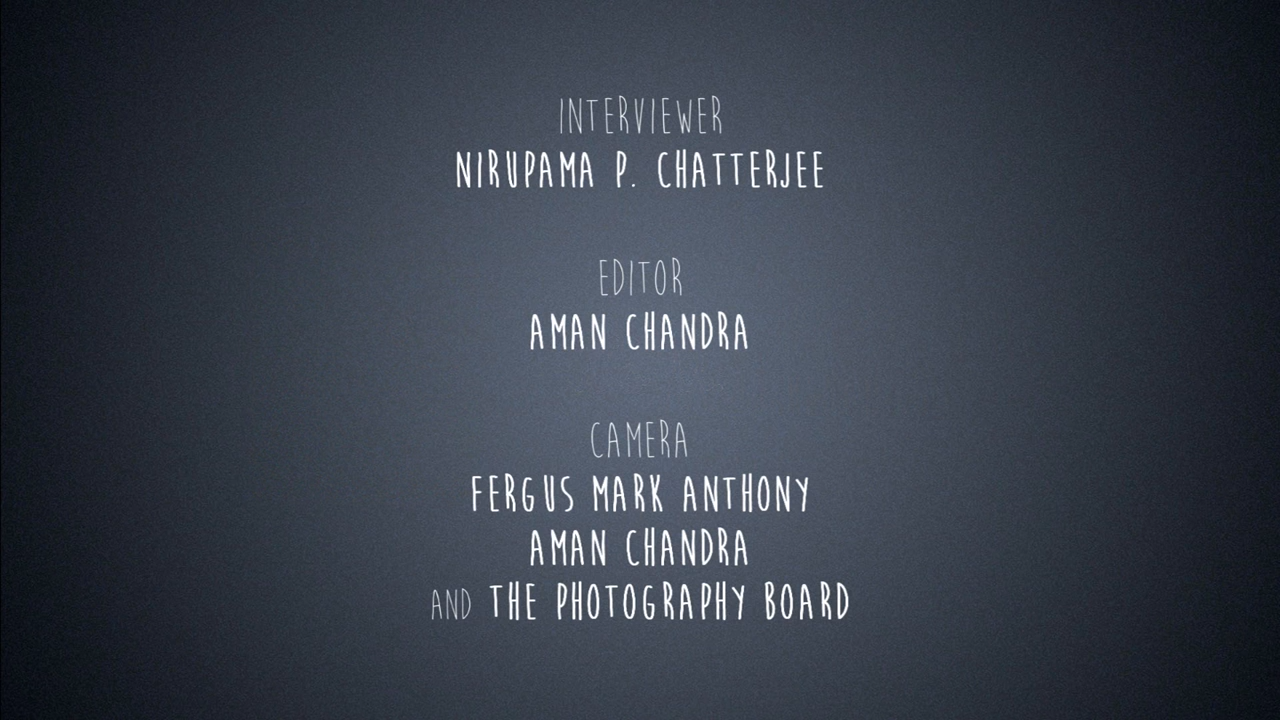 INTERVIEWER
NIRUPAMA P. CHATTERJEE
EDITOR
AMAN CHANDRA
CAMERA
FERGUS MARK ANTHONY
AMAN CHANDRA
AND THE PHOTOGRAPHY BOARD